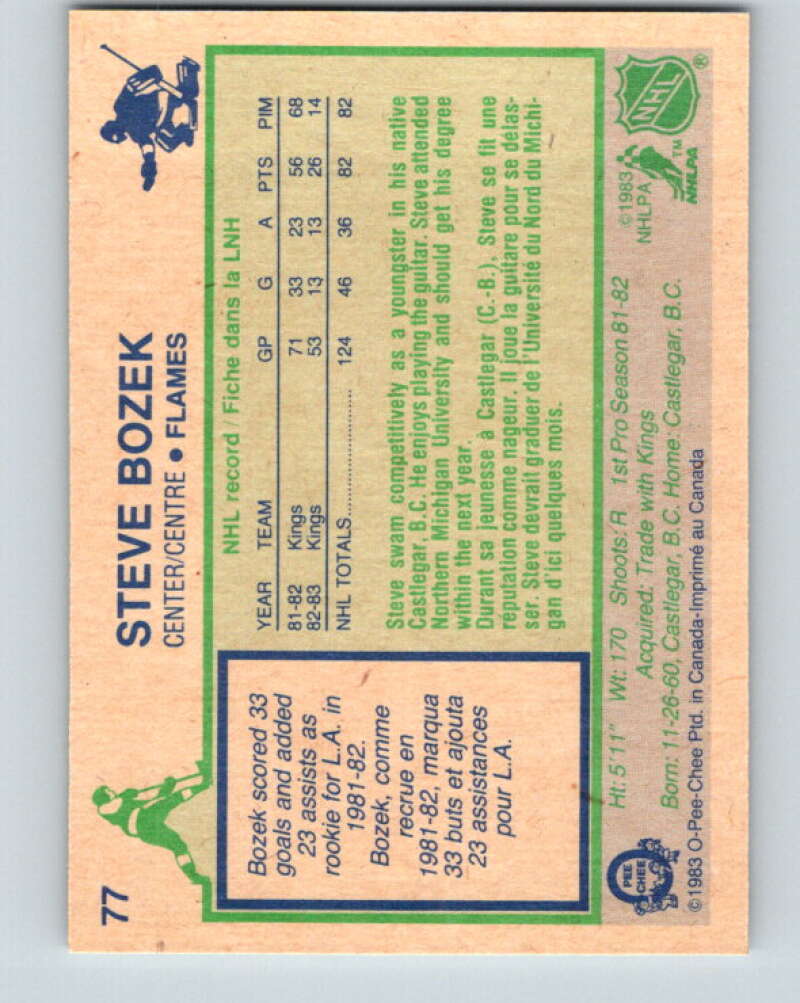 77
STEVE BOZEK
CENTER/CENTRE • FLAMES
Bozek scored 33
goals and added
23 assists as
rookie for L.A. in
1981-82.
Bozek, comme
recrue en
1981-82, marqua
33 buts et ajouta
23 assistances
pour L.A.
NHL record / Fiche dans la LNH
YEAR TEAM GP G A PTS PIM
81-82 Kings 71 33 23 56 68
82-83 Kings 53 13 13 26 14
NHL TOTALS 124 46 36 82 82
Steve swam competitively as a youngster in his native
Castlegar, B.C. He enjoys playing the guitar. Steve attended
Northern Michigan University and should get his degree
within the next year.
Durant sa jeunesse à Castlegar (C.-B.), Steve se fit une
réputation comme nageur. Il joue la guitare pour se délas-
ser. Steve devrait graduer de l'Université du Nord du Michi-
gan d'ici quelques mois.
Ht: 5'11" Wt: 170 Shoots: R 1st Pro Season 81-82
Acquired: Trade with Kings
Born: 11-26-60, Castlegar, B.C. Home: Castlegar, B.C.
© 1983 O-Pee-Chee Ptd. in Canada-Imprimé au Canada
O
PEE
CHEE
© 1983
NHLPA
NHLPA
TM
NHL
®